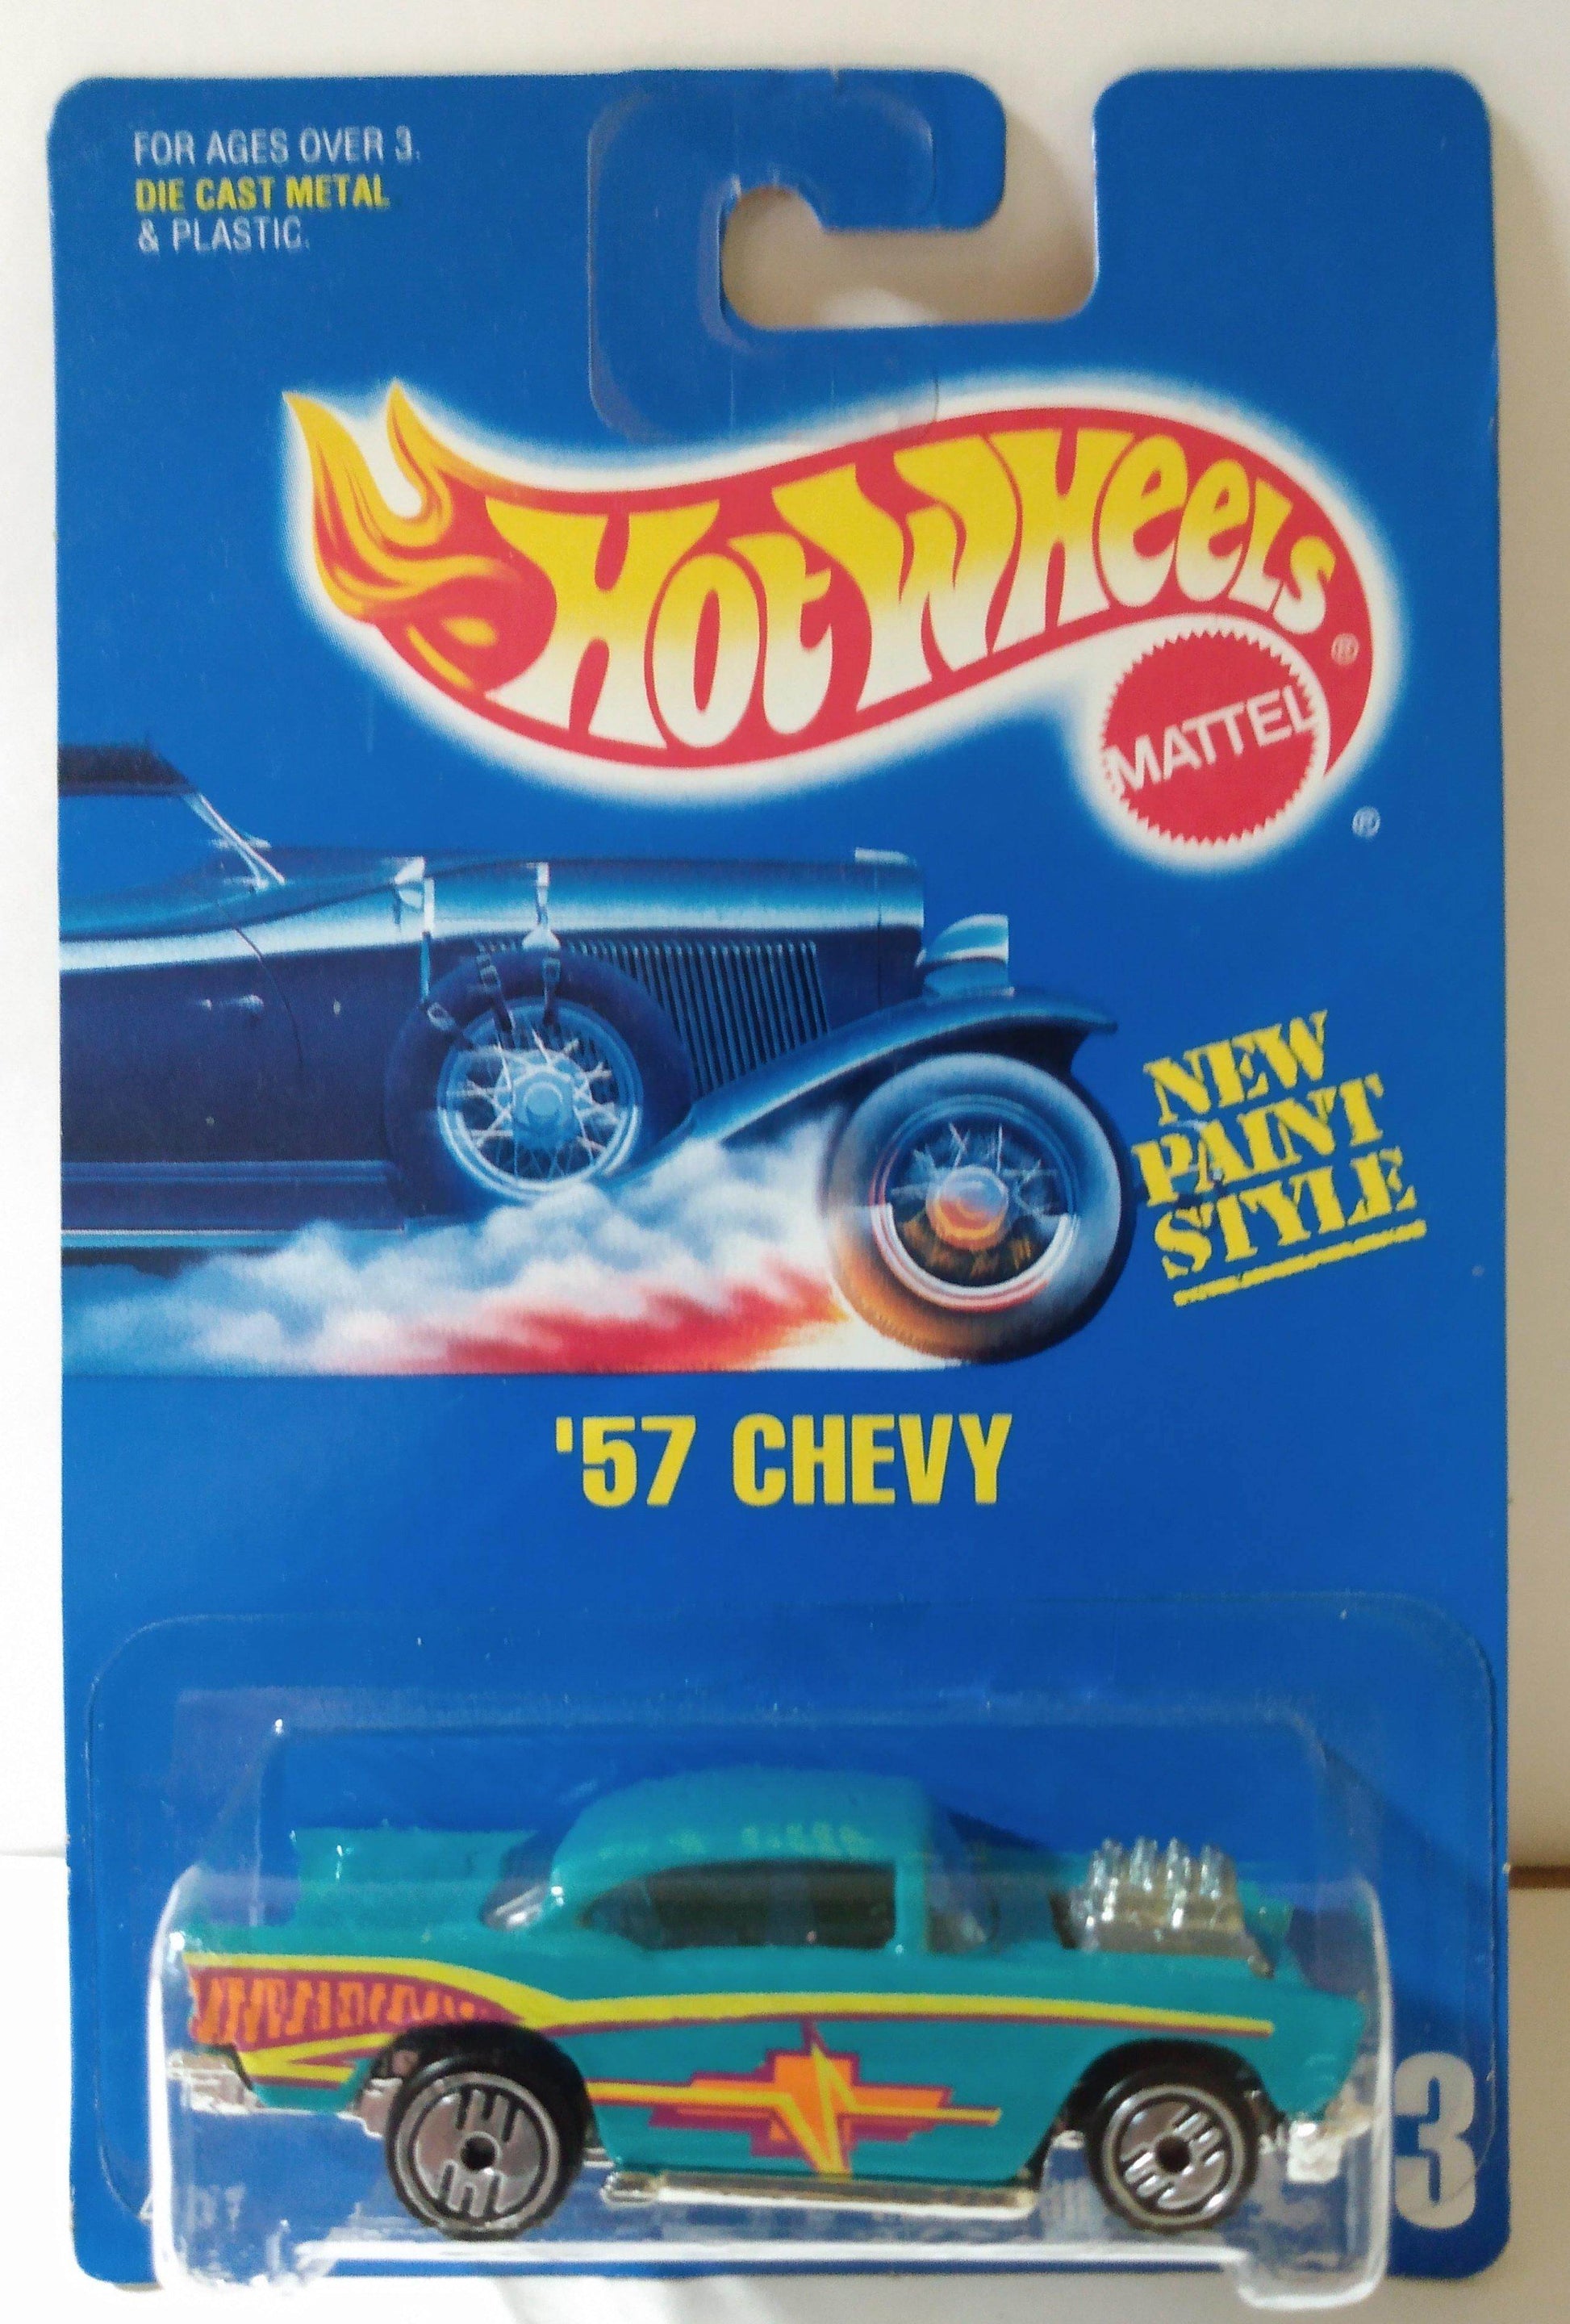 FOR AGES OVER 3.
DIE CAST METAL
& PLASTIC.
HOT WHEELS®
MATTEL
®
NEW
PAINT
STYLE
'57 CHEVY
3